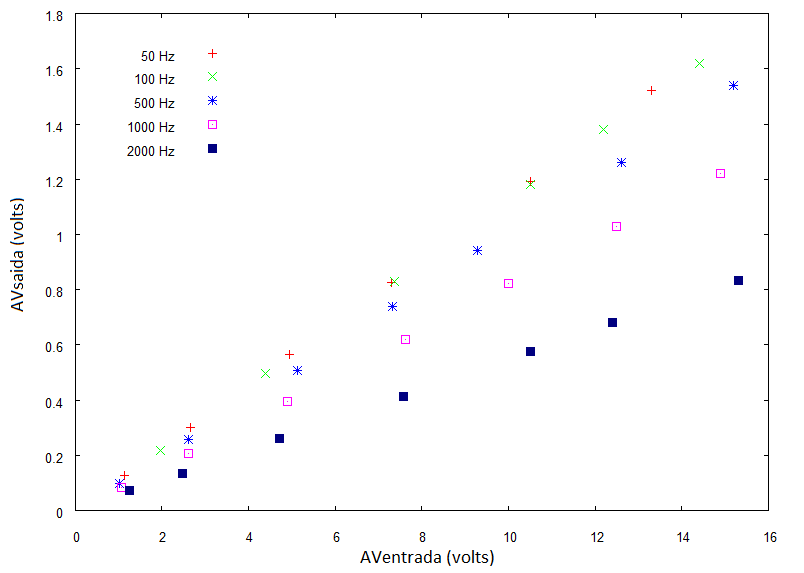 1.8
1.6
1.4
1.2
1
0.8
0.6
0.4
0.2
0
50 Hz
100 Hz
500 Hz
1000 Hz
2000 Hz
AVsaida (volts)
0 2 4 6 8 10 12 14 16
AVentrada (volts)